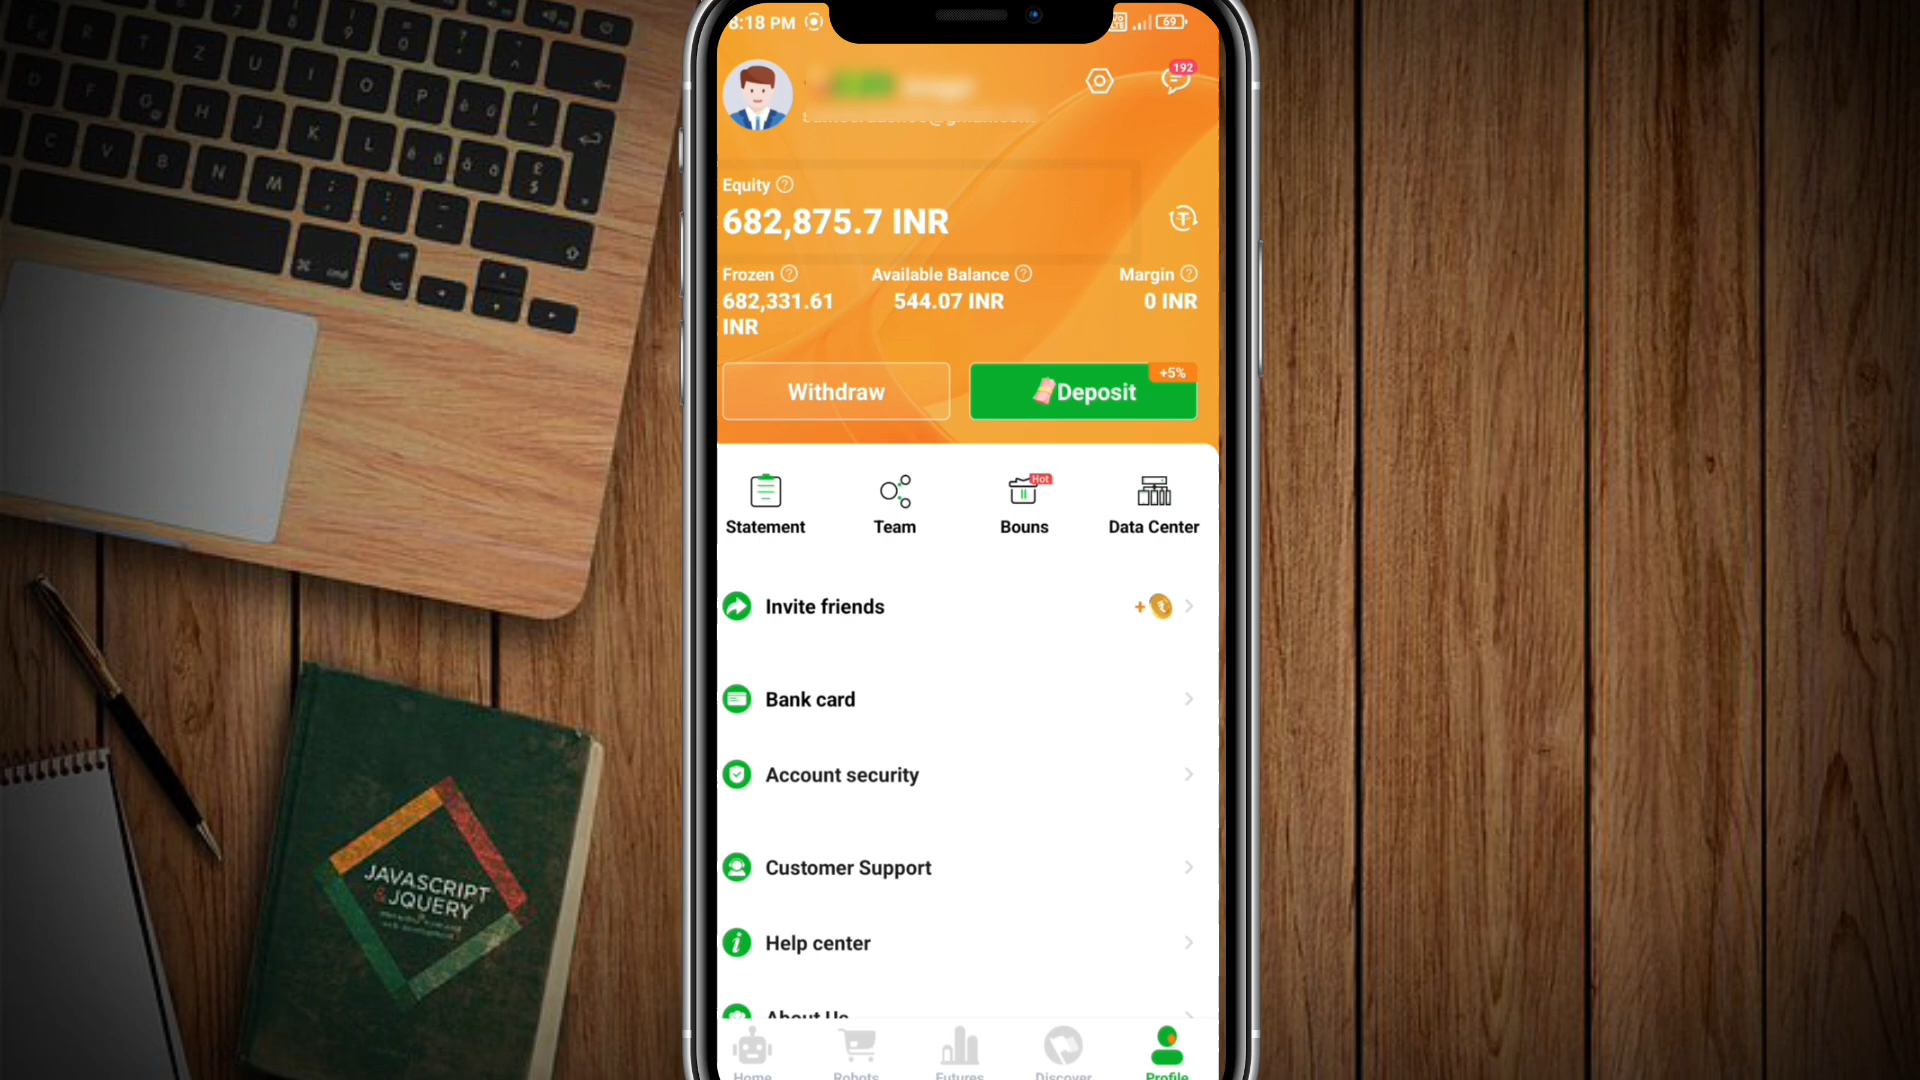 8:18 PM
69
192
Equity
682,875.7 INR
Frozen
Available Balance
Margin
682,331.61
INR
544.07 INR
0 INR
Withdraw
Deposit
+5%
Hot
Statement
Team
Bouns
Data Center
Invite friends
+
Bank card
Account security
Customer Support
Help center
About Us
Home
Robots
Futures
Discover
Profile
JAVASCRIPT
& JQUERY
R
T
Z
U
I
O
P
D
F
G
H
J
K
L
C
V
B
N
M
cmd